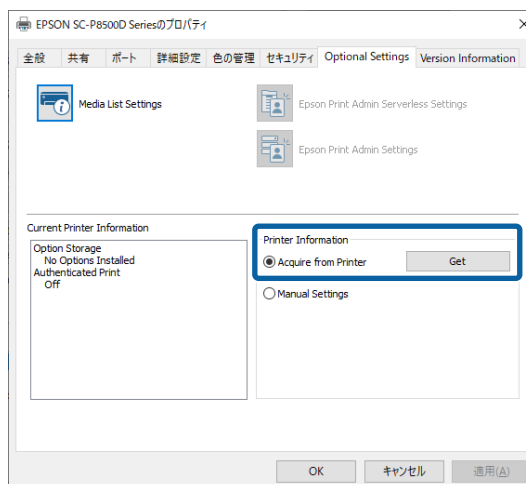 EPSON SC-P8500D Seriesのプロパティ
全般 共有 ポート 詳細設定 色の管理 セキュリティ Optional Settings Version Information
Media List Settings
Epson Print Admin Serverless Settings
Epson Print Admin Settings
Current Printer Information
Option Storage
No Options Installed
Authenticated Print
Off
Printer Information
Acquire from Printer Get
Manual Settings
OK キャンセル 適用(A)